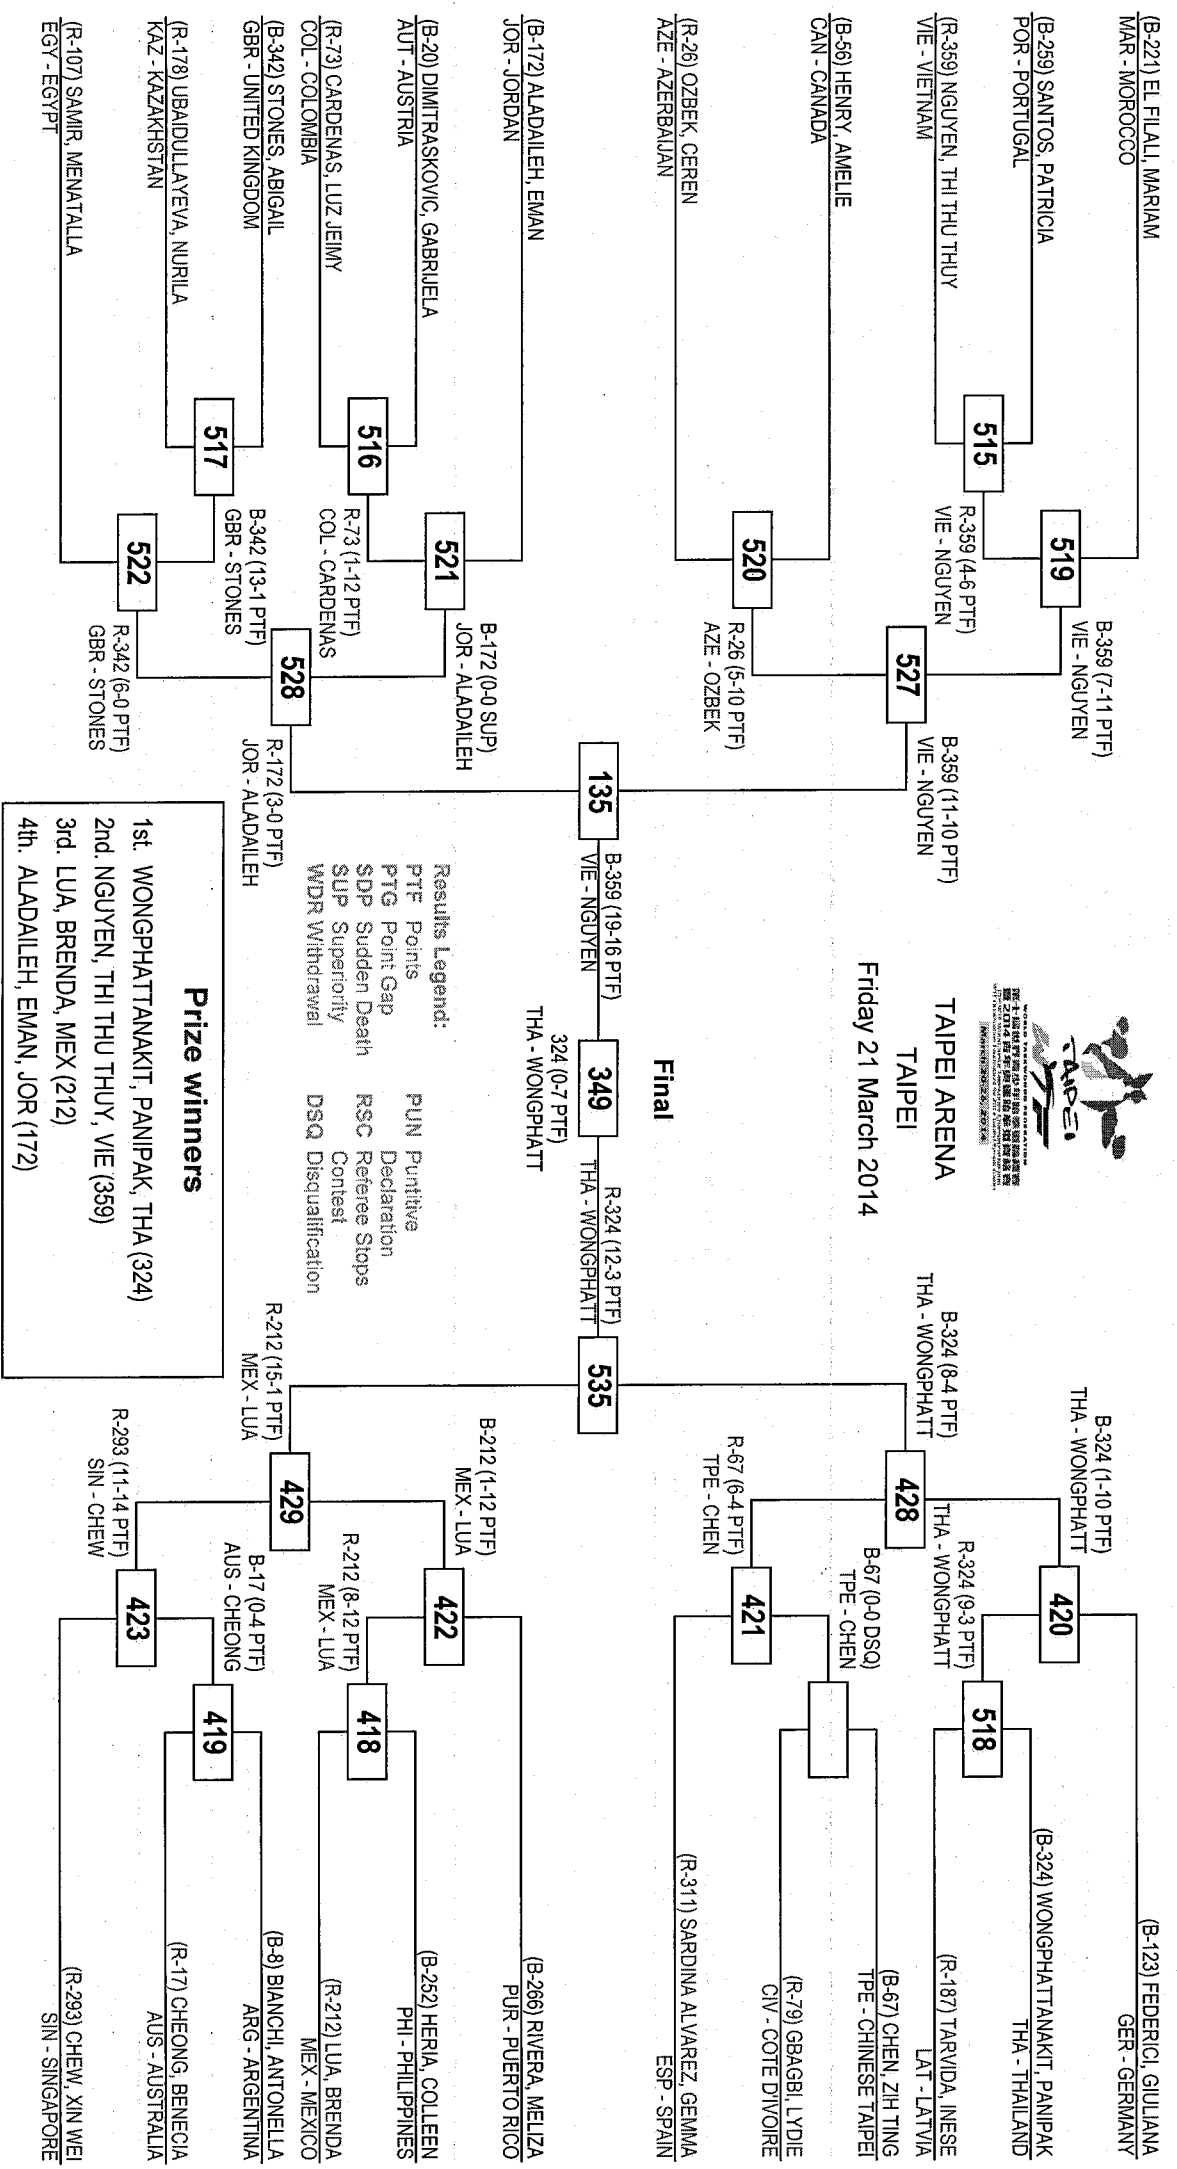 (B-221) EL FILALI, MARIAM
MAR - MOROCCO
(B-259) SANTOS, PATRÍCIA
POR - PORTUGAL
(R-359) NGUYEN, THI THU THUY
VIE - VIETNAM
(B-56) HENRY, AMELIE
CAN - CANADA
(R-26) OZBEK, CEREN
AZE - AZERBAIJAN
(B-172) ALADAILEH, EMAN
JOR - JORDAN
(B-20) DIMITRASKOVIC, GABRIJELA
AUT - AUSTRIA
(R-73) CARDENAS, LUZ JEIMY
COL - COLOMBIA
(B-342) STONES, ABIGAIL
GBR - UNITED KINGDOM
(R-178) UBAIDULLAYEVA, NURILA
KAZ - KAZAKHSTAN
(R-107) SAMIR, MENATALLA
EGY - EGYPT
515
516
517
R-359 (4-6 PTF)
VIE - NGUYEN
R-73 (1-12 PTF)
COL - CARDENAS
B-342 (13-1 PTF)
GBR - STONES
519
520
521
522
B-359 (7-11 PTF)
VIE - NGUYEN
R-26 (5-10 PTF)
AZE - OZBEK
B-172 (0-0 SUP)
JOR - ALADAILEH
R-342 (6-0 PTF)
GBR - STONES
527
528
B-359 (11-10 PTF)
VIE - NGUYEN
R-172 (3-0 PTF)
JOR - ALADAILEH
135
B-359 (19-16 PTF)
VIE - NGUYEN
WORLD TAEKWONDO FEDERATION
TAIPEI
March 20-26, 2014
TAIPEI ARENA
TAIPEI
Friday 21 March 2014
Final
349
324 (0-7 PTF)
THA - WONGPHATT
R-324 (12-3 PTF)
THA - WONGPHATT
535
Results Legend:
PTF Points PUN Puntitive
PTG Point Gap Declaration
SDP Sudden Death RSC Referee Stops
SUP Superiority Contest
WDR Withdrawal DSQ Disqualification
Prize winners
1st. WONGPHATTANAKIT, PANIPAK, THA (324)
2nd. NGUYEN, THI THU THUY, VIE (359)
3rd. LUA, BRENDA, MEX (212)
4th. ALADAILEH, EMAN, JOR (172)
B-324 (8-4 PTF)
THA - WONGPHATT
R-212 (15-1 PTF)
MEX - LUA
428
429
B-324 (1-10 PTF)
THA - WONGPHATT
R-67 (6-4 PTF)
TPE - CHEN
B-212 (1-12 PTF)
MEX - LUA
R-293 (11-14 PTF)
SIN - CHEW
420
421
422
423
R-324 (9-3 PTF)
THA - WONGPHATT
B-67 (0-0 DSQ)
TPE - CHEN
R-212 (8-12 PTF)
MEX - LUA
B-17 (0-4 PTF)
AUS - CHEONG
518
418
419
(B-123) FEDERICI, GIULIANA
GER - GERMANY
(B-324) WONGPHATTANAKIT, PANIPAK
THA - THAILAND
(R-187) TARVIDA, INESE
LAT - LATVIA
(B-67) CHEN, ZIH TING
TPE - CHINESE TAIPEI
(R-79) GBAGBI, LYDIE
CIV - COTE D'IVOIRE
(R-311) SARDINA ALVAREZ, GEMMA
ESP - SPAIN
(B-266) RIVERA, MELIZA
PUR - PUERTO RICO
(B-252) HERIA, COLLEEN
PHI - PHILIPPINES
(R-212) LUA, BRENDA
MEX - MEXICO
(B-8) BIANCHI, ANTONELLA
ARG - ARGENTINA
(R-17) CHEONG, BENECIA
AUS - AUSTRALIA
(R-293) CHEW, XIN WEI
SIN - SINGAPORE